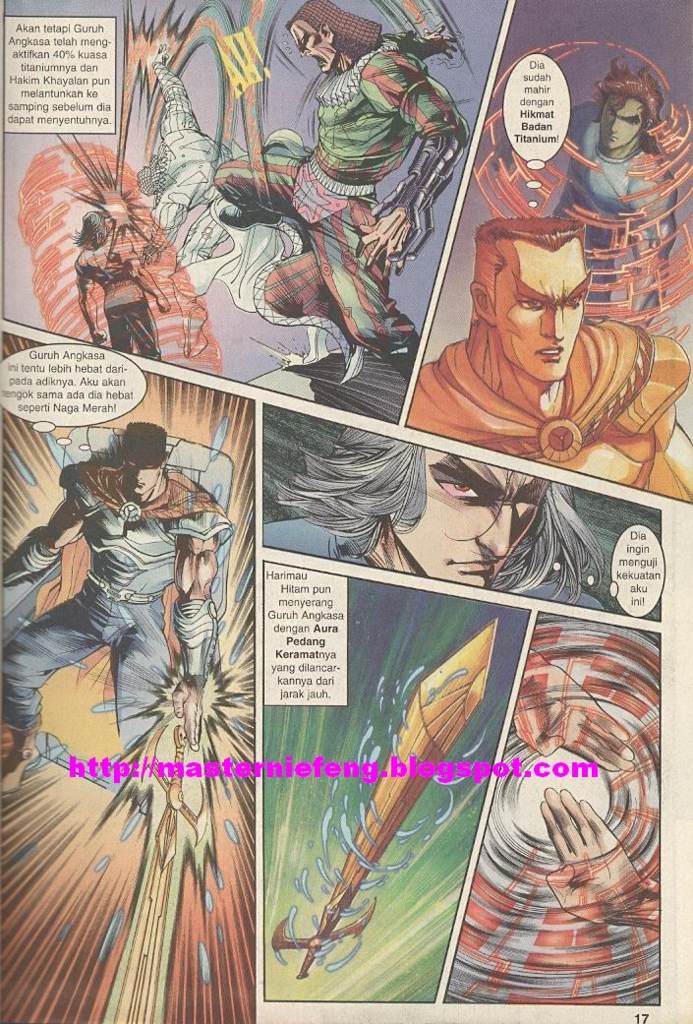 Akan tetapi Guruh
Angkasa telah meng-
aktifkan 40% kuasa
titaniumnya dan
Hakim Khayalan pun
melantunkan ke
samping sebelum dia
dapat menyentuhnya.
Dia
sudah
mahir
dengan
Hikmat
Badan
Titanium!
Guruh Angkasa
ini tentu lebih hebat dari-
pada adiknya. Aku akan
engok sama ada dia hebat
seperti Naga Merah!
Dia
ingin
menguji
kekuatan
aku
ini!
Harimau
Hitam pun
menyerang
Guruh Angkasa
dengan Aura
Pedang
Keramatnya
yang dilancar-
kannya dari
jarak jauh.
http://masterniefeng.blogspot.com
17